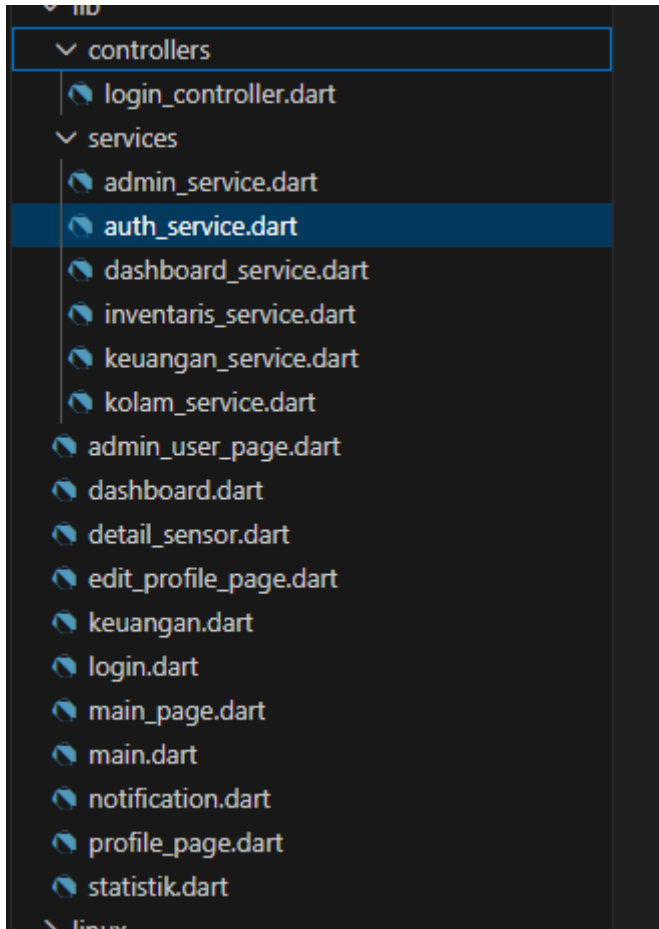 lib
controllers
login_controller.dart
services
admin_service.dart
auth_service.dart
dashboard_service.dart
inventaris_service.dart
keuangan_service.dart
kolam_service.dart
admin_user_page.dart
dashboard.dart
detail_sensor.dart
edit_profile_page.dart
keuangan.dart
login.dart
main_page.dart
main.dart
notification.dart
profile_page.dart
statistik.dart
linux